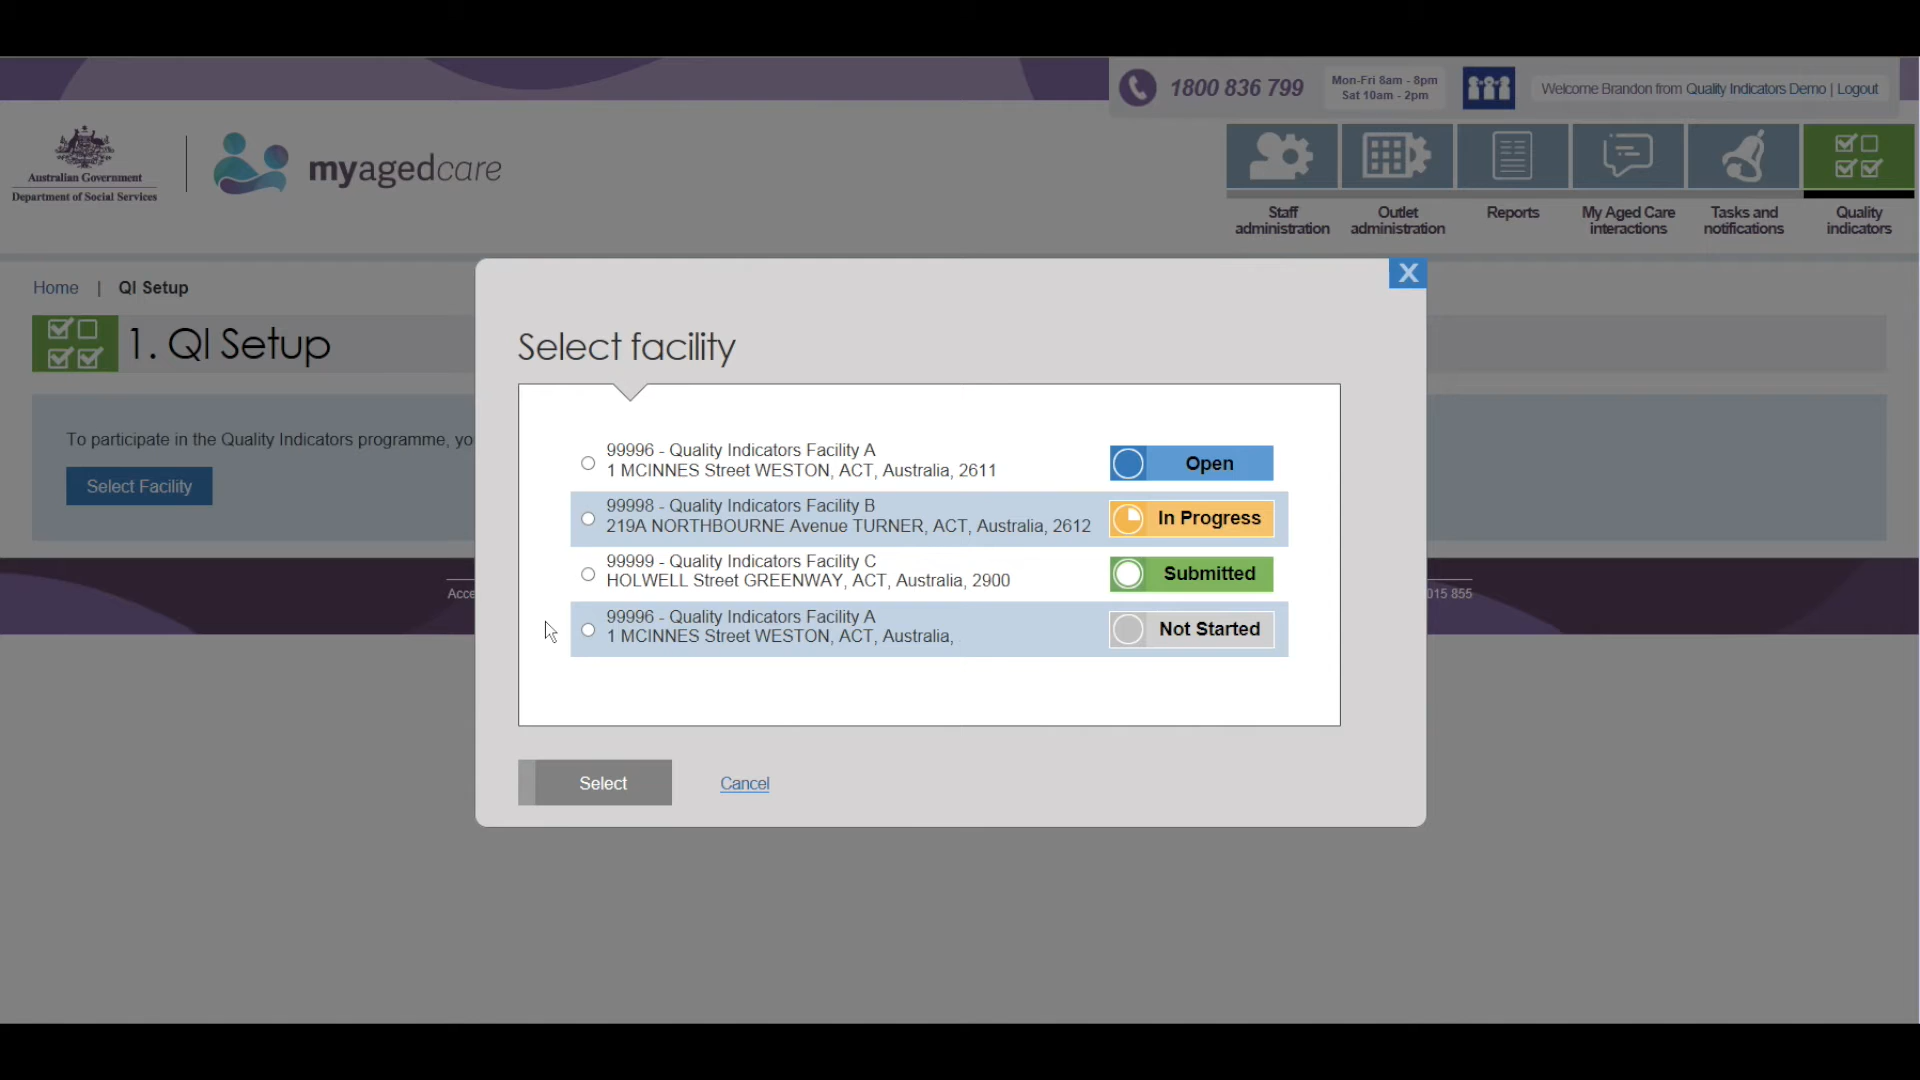 1800 836 799
Mon-Fri 8am - 8pm
Sat 10am - 2pm
Welcome Brandon from Quality Indicators Demo | Logout
Australian Government
Department of Social Services
myagedcare
Staff administration
Outlet administration
Reports
My Aged Care interactions
Tasks and notifications
Quality indicators
Home | QI Setup
1. QI Setup
To participate in the Quality Indicators programme, yo
Select Facility
X
Select facility
99996 - Quality Indicators Facility A
1 MCINNES Street WESTON, ACT, Australia, 2611
Open
99998 - Quality Indicators Facility B
219A NORTHBOURNE Avenue TURNER, ACT, Australia, 2612
In Progress
99999 - Quality Indicators Facility C
HOLWELL Street GREENWAY, ACT, Australia, 2900
Submitted
99996 - Quality Indicators Facility A
1 MCINNES Street WESTON, ACT, Australia,
Not Started
Select
Cancel
Acce
015 855